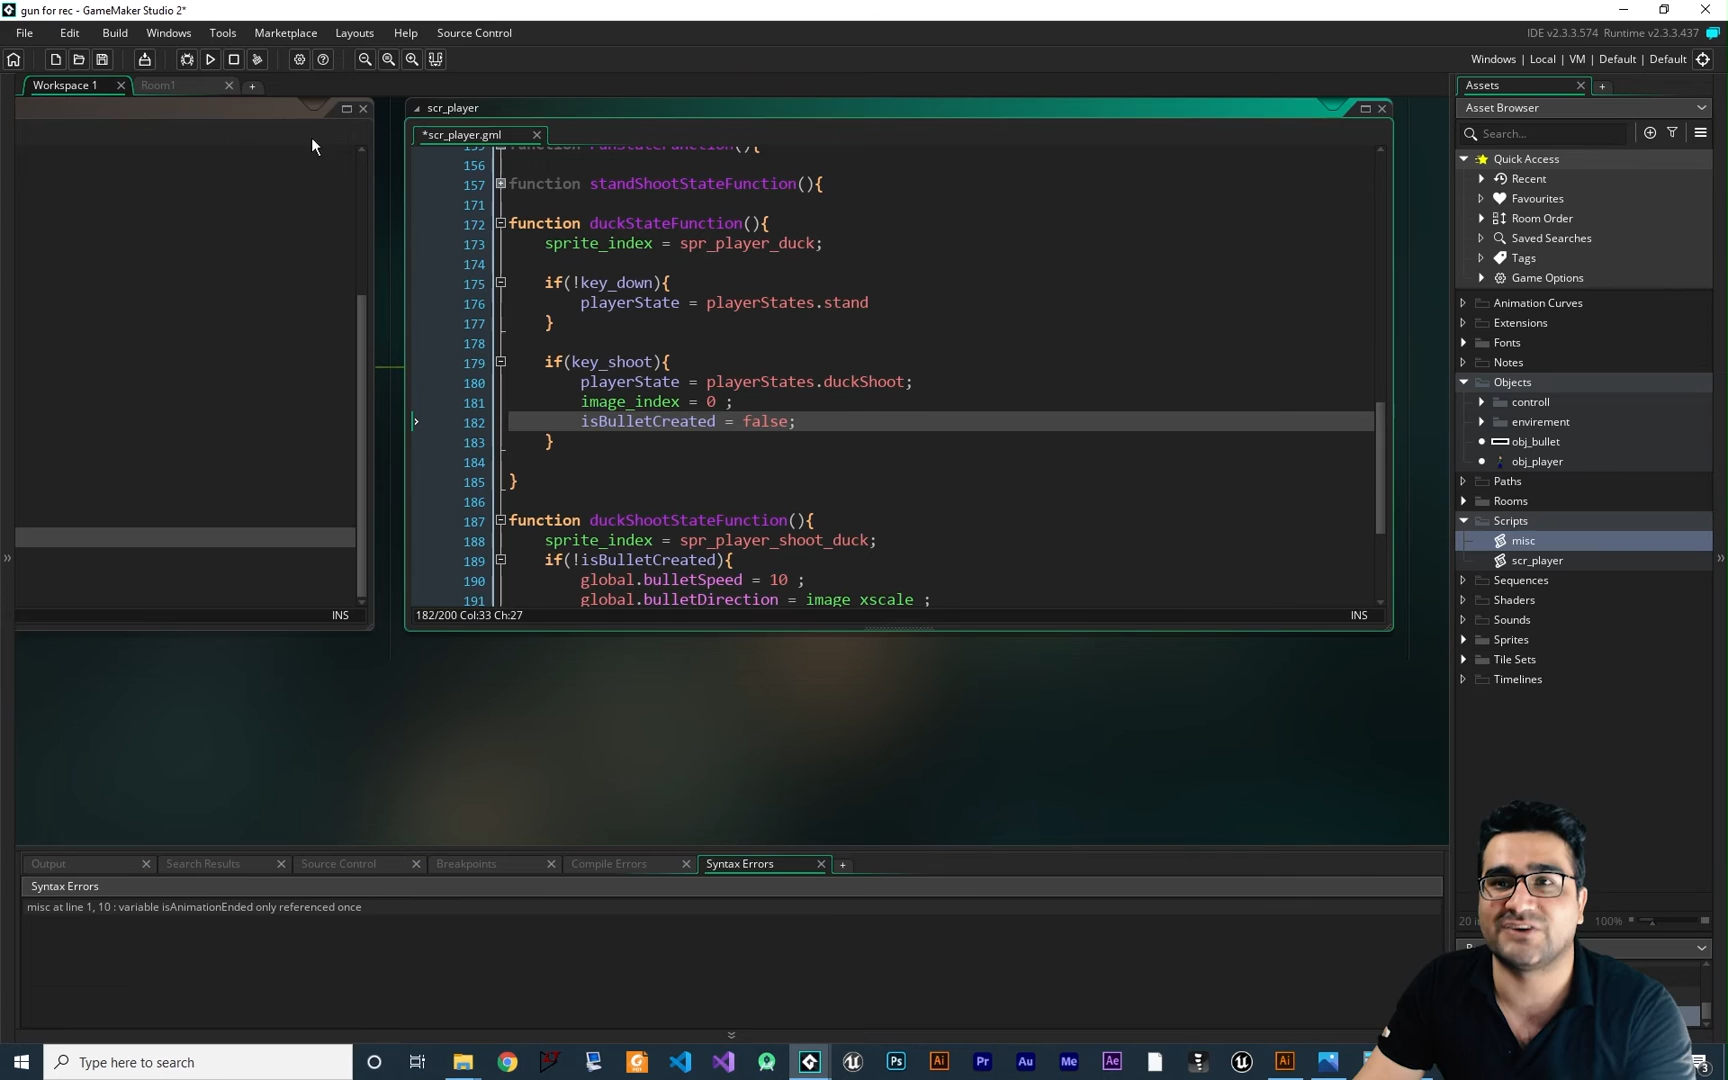 gun for rec - GameMaker Studio 2*
File Edit Build Windows Tools Marketplace Layouts Help Source Control
IDE v2.3.3.574 Runtime v2.3.3.437
Windows | Local | VM | Default | Default
Workspace 1
Room1
scr_player
*scr_player.gml
156
157 function standShootStateFunction(){
171
172 function duckStateFunction(){
173 sprite_index = spr_player_duck;
174
175 if(!key_down){
176 playerState = playerStates.stand
177 }
178
179 if(key_shoot){
180 playerState = playerStates.duckShoot;
181 image_index = 0 ;
182 isBulletCreated = false;
183 }
184
185 }
186
187 function duckShootStateFunction(){
188 sprite_index = spr_player_shoot_duck;
189 if(!isBulletCreated){
190 global.bulletSpeed = 10 ;
191 global.bulletDirection = image_xscale ;
INS
182/200 Col:33 Ch:27
INS
Assets
Asset Browser
Search...
Quick Access
Recent
Favourites
Room Order
Saved Searches
Tags
Game Options
Animation Curves
Extensions
Fonts
Notes
Objects
controll
envirement
obj_bullet
obj_player
Paths
Rooms
Scripts
misc
scr_player
Sequences
Shaders
Sounds
Sprites
Tile Sets
Timelines
100%
Output
Search Results
Source Control
Breakpoints
Compile Errors
Syntax Errors
Syntax Errors
misc at line 1, 10 : variable isAnimationEnded only referenced once
Type here to search
Ps
Ai
Pr
Au
Me
Ae
Ai
3